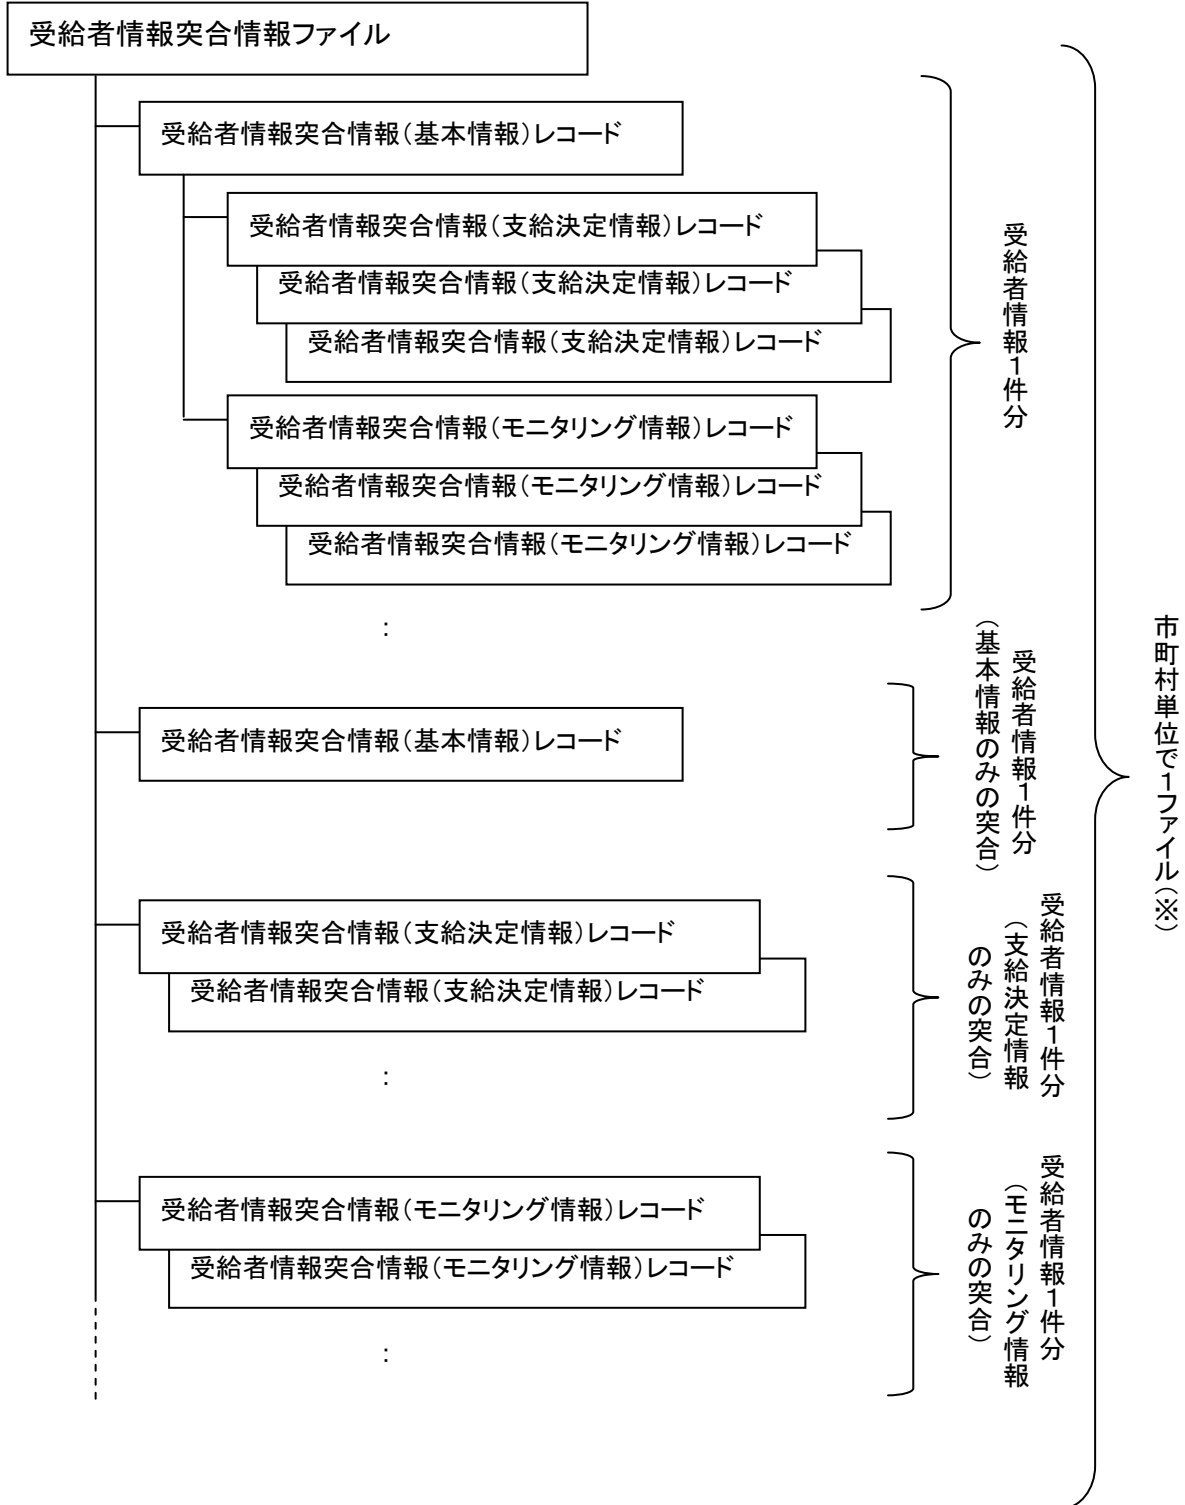 受給者情報突合情報ファイル
受給者情報突合情報（基本情報）レコード
受給者情報突合情報（支給決定情報）レコード
受給者情報突合情報（支給決定情報）レコード
受給者情報突合情報（支給決定情報）レコード
受給者情報突合情報（モニタリング情報）レコード
受給者情報突合情報（モニタリング情報）レコード
受給者情報突合情報（モニタリング情報）レコード
：
受給者情報１件分
受給者情報突合情報（基本情報）レコード
受給者情報１件分
（基本情報のみの突合）
受給者情報突合情報（支給決定情報）レコード
受給者情報突合情報（支給決定情報）レコード
：
受給者情報１件分
（支給決定情報
のみの突合）
受給者情報突合情報（モニタリング情報）レコード
受給者情報突合情報（モニタリング情報）レコード
：
受給者情報１件分
（モニタリング情報
のみの突合）
市町村単位で１ファイル（※）